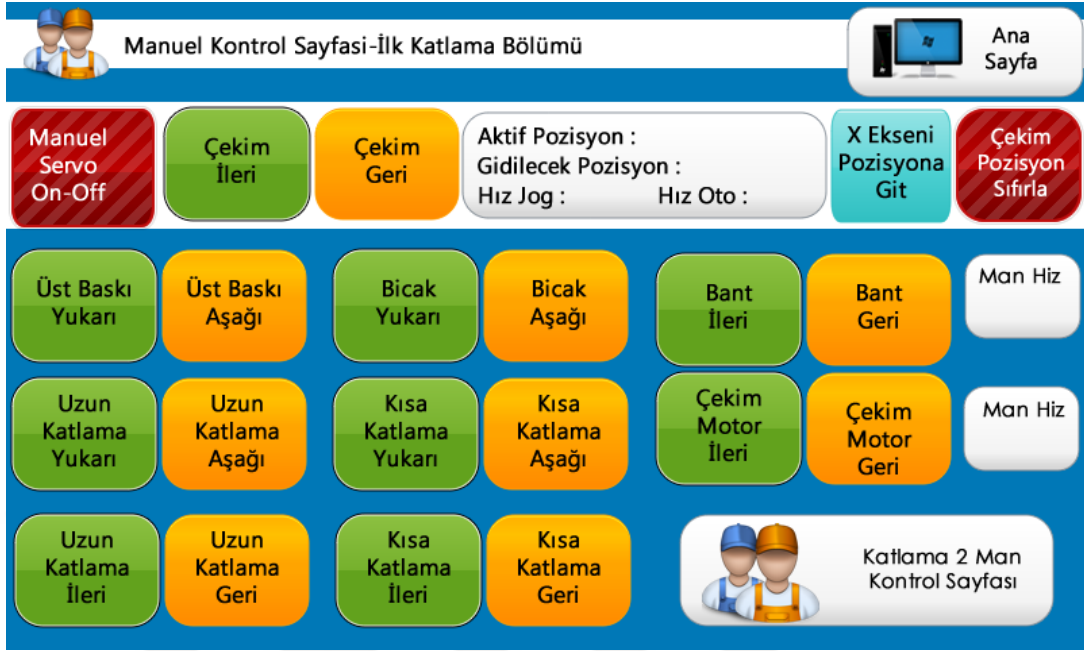 Manuel Kontrol Sayfasi-İlk Katlama Bölümü
Ana
Sayfa
Manuel
Servo
On-Off
Çekim
İleri
Çekim
Geri
Aktif Pozisyon :
Gidilecek Pozisyon :
Hız Jog : Hız Oto :
X Ekseni
Pozisyona
Git
Çekim
Pozisyon
Sıfırla
Üst Baskı
Yukarı
Üst Baskı
Aşağı
Bicak
Yukarı
Bicak
Aşağı
Bant
İleri
Bant
Geri
Man Hiz
Uzun
Katlama
Yukarı
Uzun
Katlama
Aşağı
Kısa
Katlama
Yukarı
Kısa
Katlama
Aşağı
Çekim
Motor
İleri
Çekim
Motor
Geri
Man Hiz
Uzun
Katlama
İleri
Uzun
Katlama
Geri
Kısa
Katlama
İleri
Kısa
Katlama
Geri
Katlama 2 Man
Kontrol Sayfası